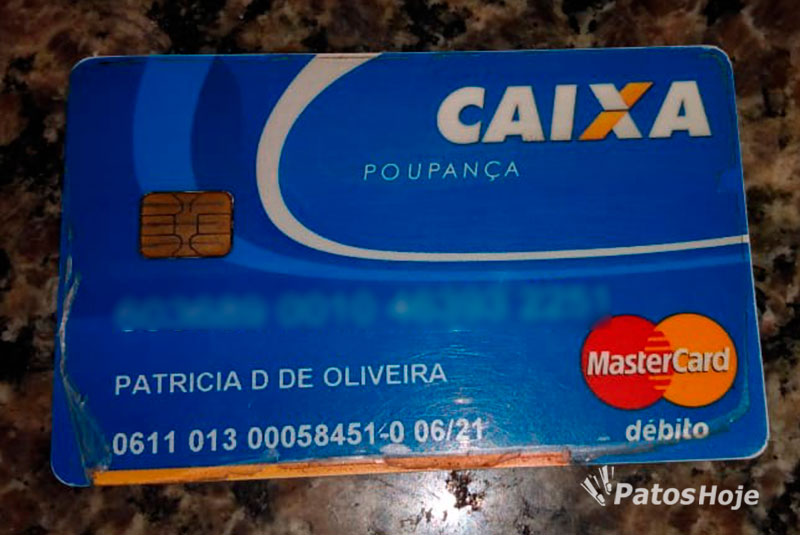 CAIXA
POUPANÇA
PATRICIA D DE OLIVEIRA
0611 013 00058451-0 06/21
MasterCard
débito
PatosHoje